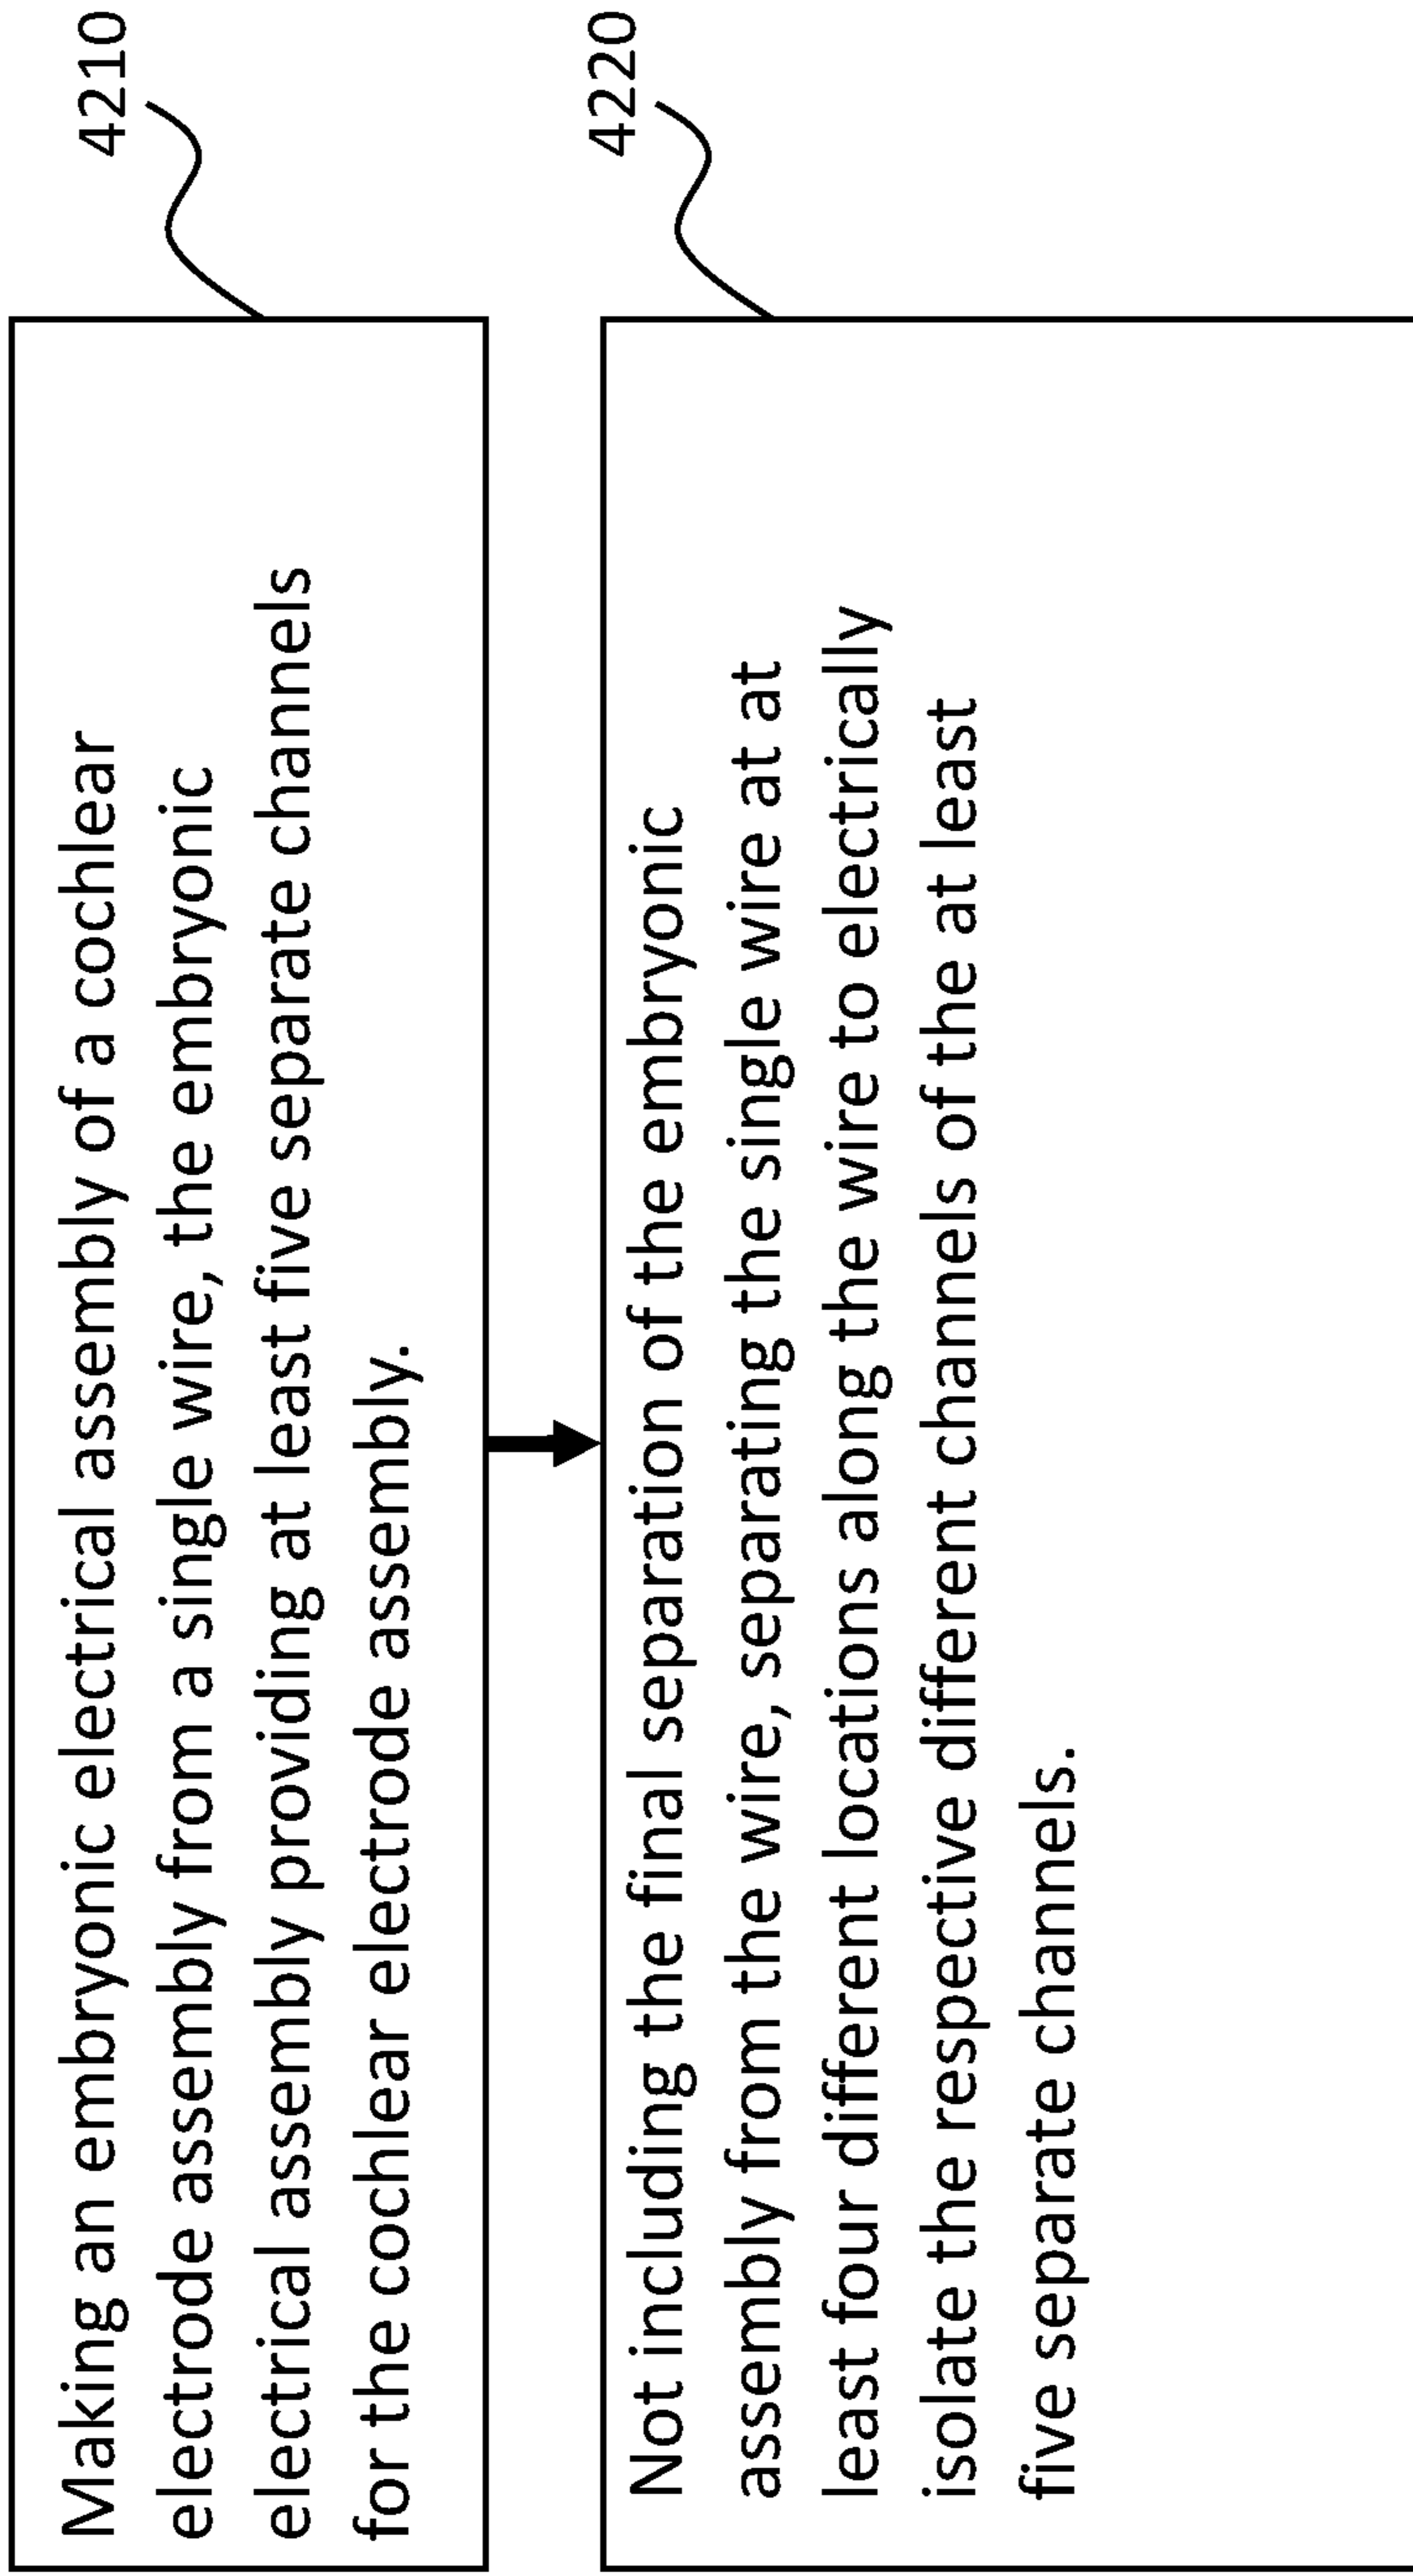 4210
Making an embryonic electrical assembly of a cochlear
electrode assembly from a single wire, the embryonic
electrical assembly providing at least five separate channels
for the cochlear electrode assembly.
4220
Not including the final separation of the embryonic
assembly from the wire, separating the single wire at at
least four different locations along the wire to electrically
isolate the respective different channels of the at least
five separate channels.